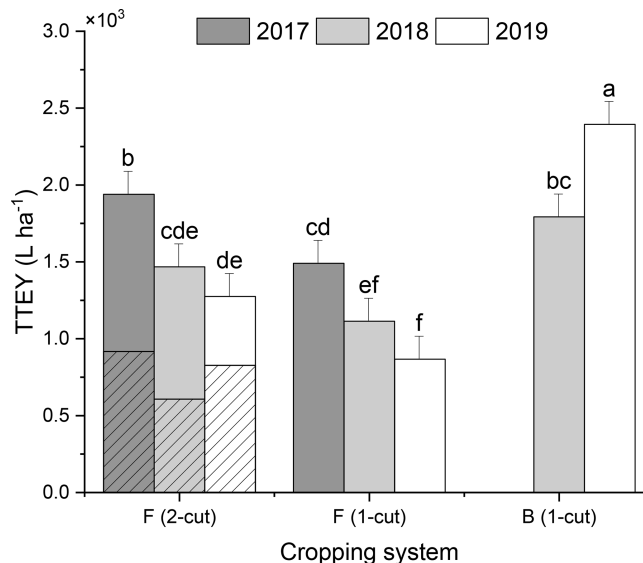 ×10³
2017 2018 2019
3.0
2.5
2.0
1.5
1.0
0.5
0.0
TTEY (L ha⁻¹)
b
cde
de
cd
ef
f
bc
a
F (2-cut) F (1-cut) B (1-cut)
Cropping system